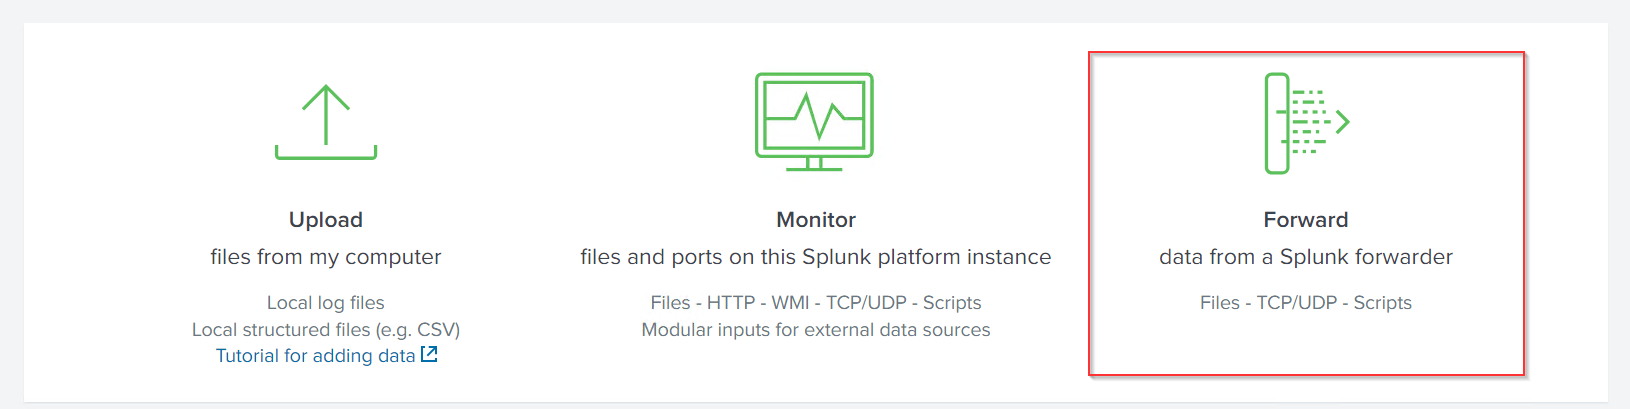 Upload
files from my computer
Local log files
Local structured files (e.g. CSV)
Tutorial for adding data
Monitor
files and ports on this Splunk platform instance
Files - HTTP - WMI - TCP/UDP - Scripts
Modular inputs for external data sources
Forward
data from a Splunk forwarder
Files - TCP/UDP - Scripts